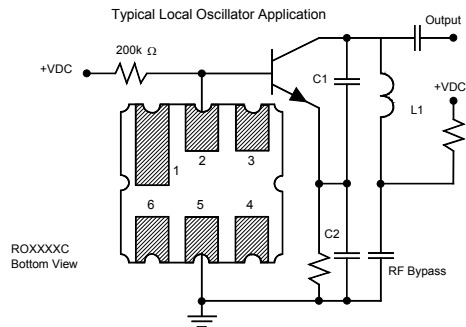 Typical Local Oscillator Application
Output
200k Ω
+VDC
C1
+VDC
L1
1
2
3
6
5
4
C2
ROXXXXC
Bottom View
RF Bypass